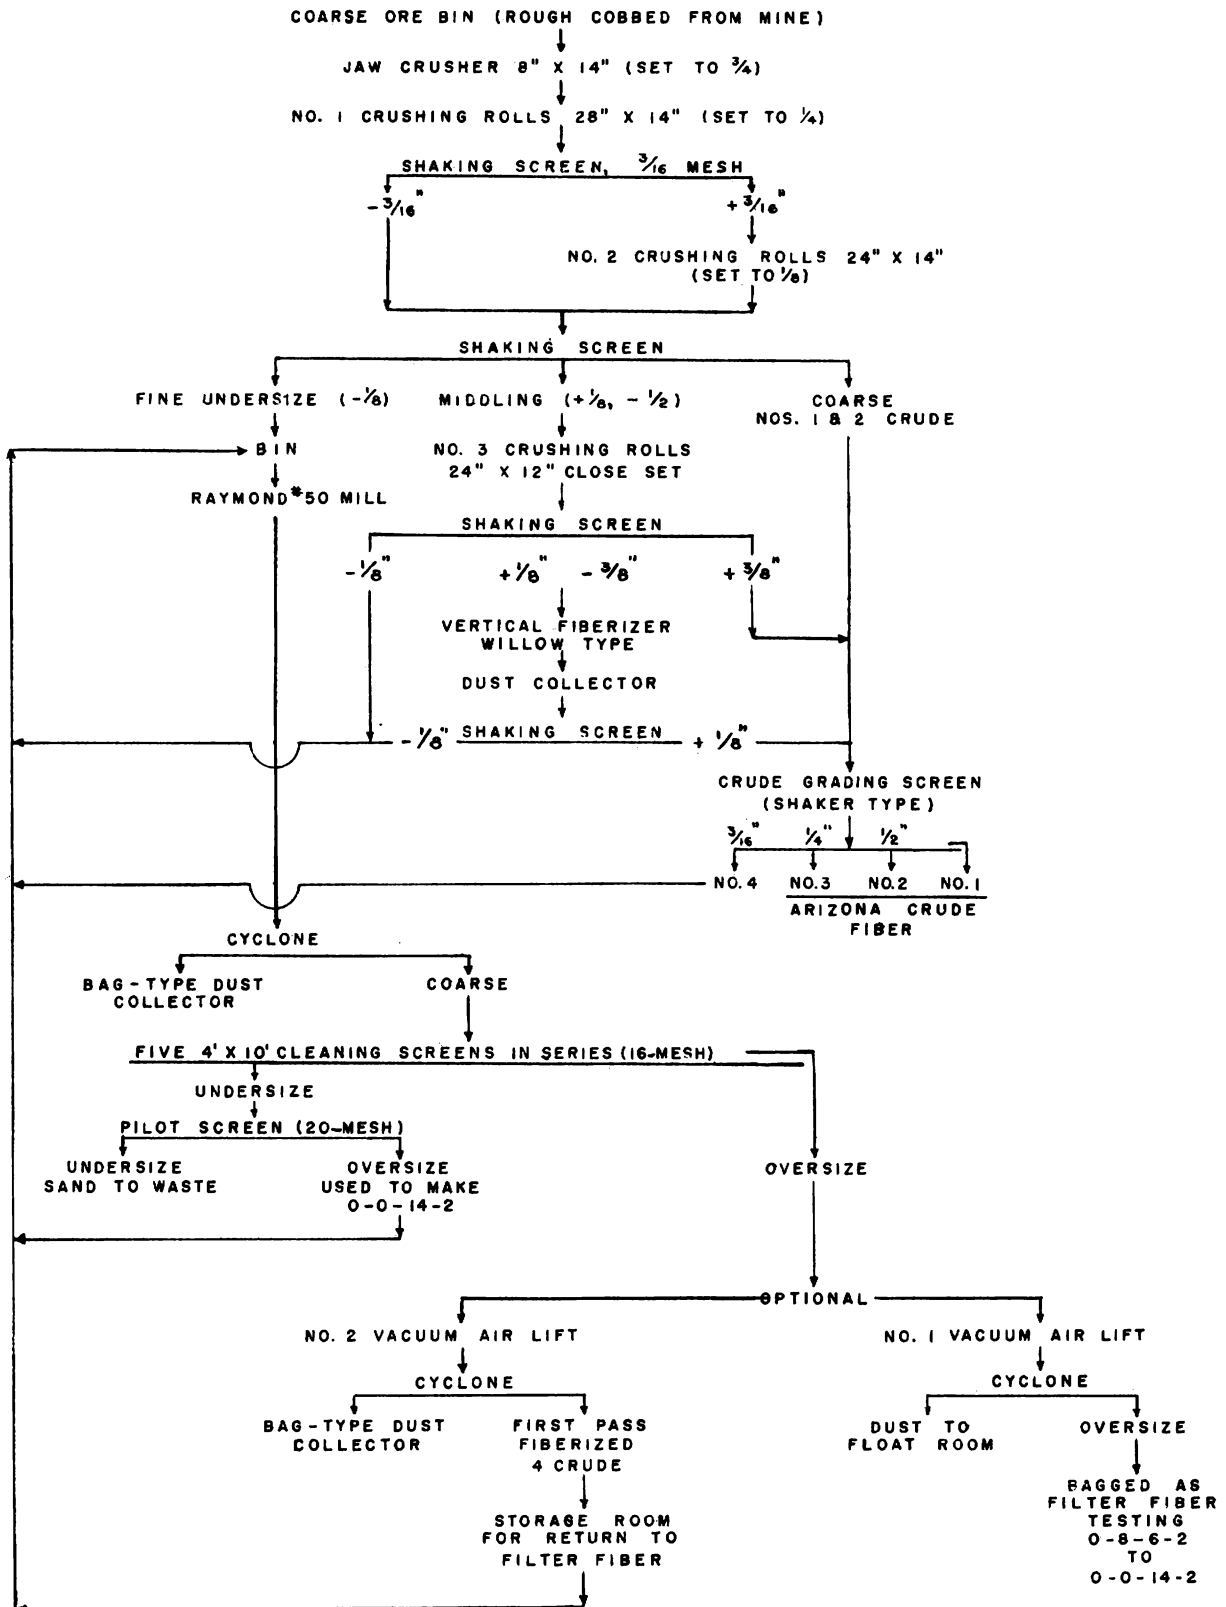 COARSE ORE BIN (ROUGH COBBED FROM MINE)
JAW CRUSHER 8" X 14" (SET TO 3/4)
NO. 1 CRUSHING ROLLS 28" X 14" (SET TO 1/4)
SHAKING SCREEN, 3/16 MESH
-3/16" +3/16"
NO. 2 CRUSHING ROLLS 24" X 14"
(SET TO 1/8)
SHAKING SCREEN
FINE UNDERSIZE (-1/8) MIDDLING (+1/8, -1/2) COARSE
NOS. 1 & 2 CRUDE
BIN NO. 3 CRUSHING ROLLS
24" X 12" CLOSE SET
RAYMOND #50 MILL
SHAKING SCREEN
-1/8" +1/8" -3/8" +3/8"
VERTICAL FIBERIZER
WILLOW TYPE
DUST COLLECTOR
-1/8" SHAKING SCREEN +1/8"
CRUDE GRADING SCREEN
(SHAKER TYPE)
3/16" 1/4" 1/2"
NO. 4 NO. 3 NO. 2 NO. 1
ARIZONA CRUDE
FIBER
CYCLONE
BAG-TYPE DUST
COLLECTOR
COARSE
FIVE 4' X 10' CLEANING SCREENS IN SERIES (16-MESH)
UNDERSIZE
PILOT SCREEN (20-MESH)
UNDERSIZE
SAND TO WASTE
OVERSIZE
USED TO MAKE
0-0-14-2
OVERSIZE
OPTIONAL
NO. 2 VACUUM AIR LIFT NO. 1 VACUUM AIR LIFT
CYCLONE CYCLONE
BAG-TYPE DUST
COLLECTOR
FIRST PASS
FIBERIZED
4 CRUDE
STORAGE ROOM
FOR RETURN TO
FILTER FIBER
DUST TO
FLOAT ROOM
OVERSIZE
BAGGED AS
FILTER FIBER
TESTING
0-8-6-2
TO
0-0-14-2